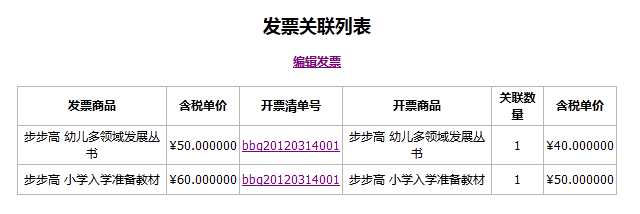 发票关联列表
编辑发票
发票商品 含税单价 开票清单号 开票商品 关联数量 含税单价
步步高 幼儿多领域发展丛书 ¥50.000000 bbg20120314001 步步高 幼儿多领域发展丛书 1 ¥40.000000
步步高 小学入学准备教材 ¥60.000000 bbg20120314001 步步高 小学入学准备教材 1 ¥50.000000